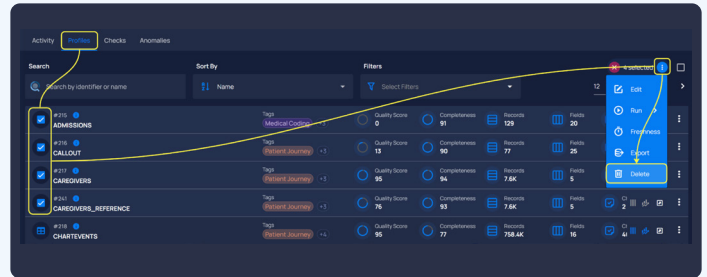 Activity Profiles Checks Anomalies
Search Sort By Filters 4 selected
Search by identifier or name Name Select Filters 12
Edit
Run
Freshness
Export
Delete
#215 Tags Quality Score Completeness Records Fields
ADMISSIONS Medical Coding 0 91 129 20
#216 Tags Quality Score Completeness Records Fields
CALLOUT Patient Journey +3 13 90 77 25
#217 Tags Quality Score Completeness Records Fields
CAREGIVERS Patient Journey +3 95 94 7.6K 5
#241 Tags Quality Score Completeness Records Fields
CAREGIVERS_REFERENCE Patient Journey +3 76 93 7.6K 5 2
#218 Tags Quality Score Completeness Records Fields
CHARTEVENTS Patient Journey +4 95 77 758.4K 16